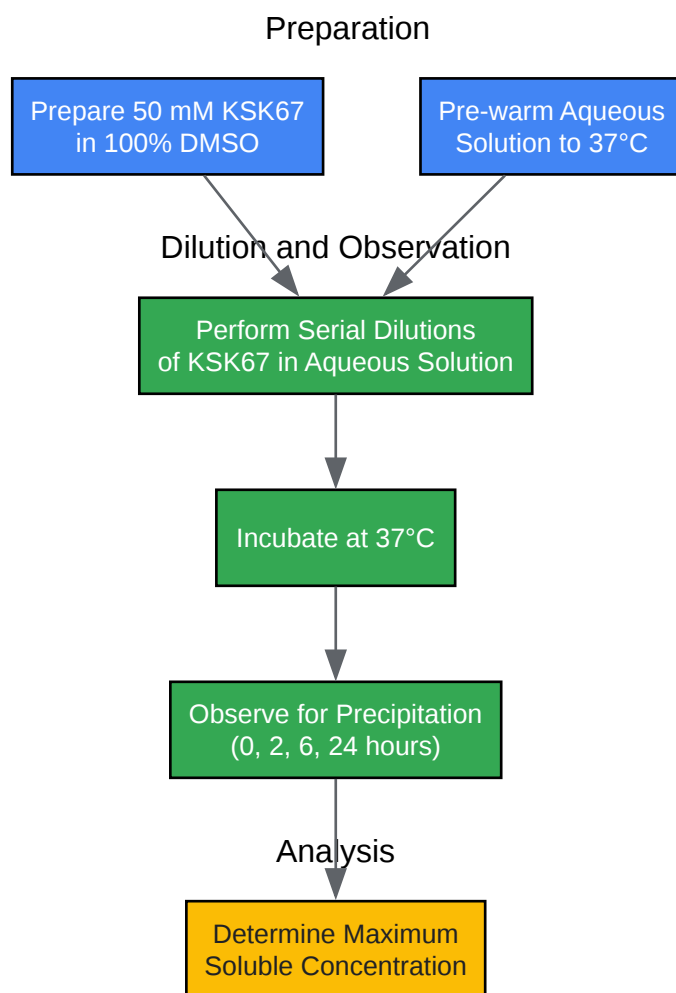 Preparation
Prepare 50 mM KSK67
in 100% DMSO
Pre-warm Aqueous
Solution to 37°C
Dilution and Observation
Perform Serial Dilutions
of KSK67 in Aqueous Solution
Incubate at 37°C
Observe for Precipitation
(0, 2, 6, 24 hours)
Analysis
Determine Maximum
Soluble Concentration